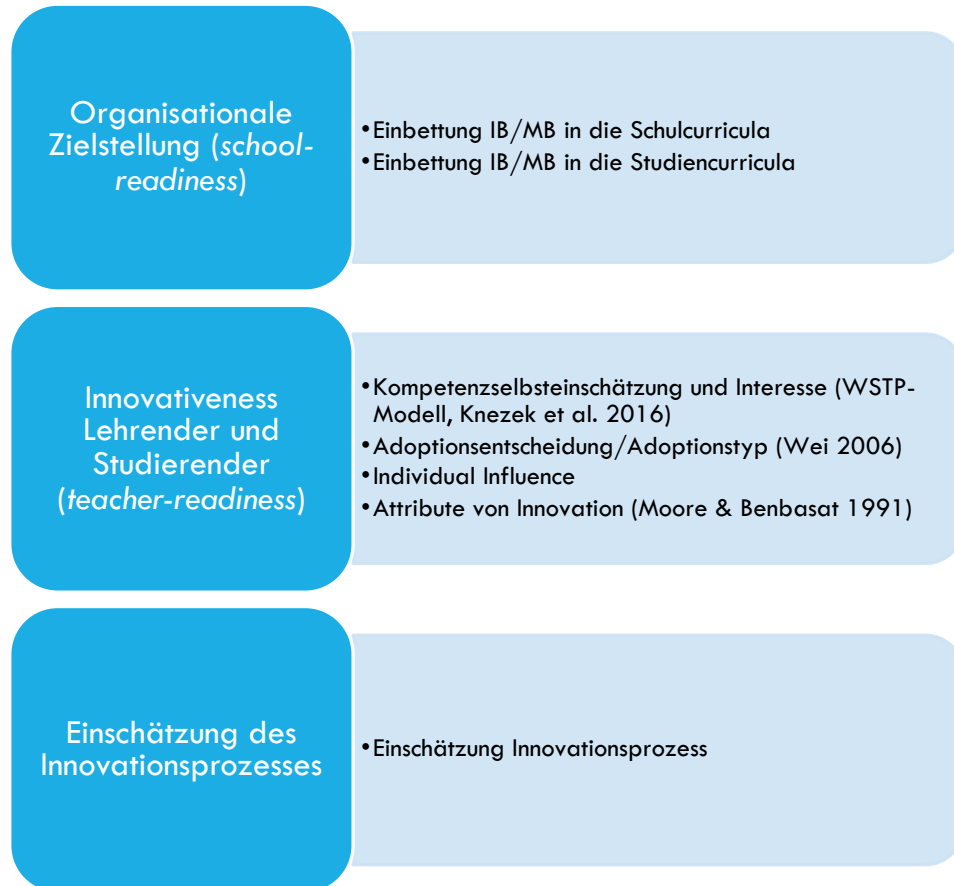 Organisationale
Zielstellung (school-
readiness)
•Einbettung IB/MB in die Schulcurricula
•Einbettung IB/MB in die Studiencurricula
Innovativeness
Lehrender und
Studierender
(teacher-readiness)
•Kompetenzselbsteinschätzung und Interesse (WSTP-
Modell, Knezek et al. 2016)
•Adoptionsentscheidung/Adoptionstyp (Wei 2006)
•Individual Influence
•Attribute von Innovation (Moore & Benbasat 1991)
Einschätzung des
Innovationsprozesses
•Einschätzung Innovationsprozess